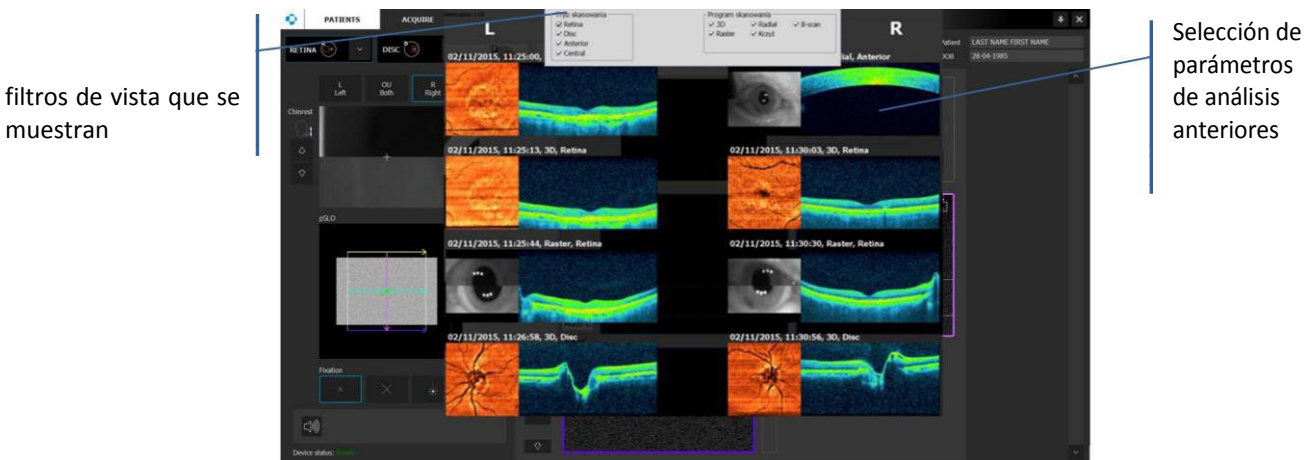 filtros de vista que se
muestran
Selección de
parámetros
de análisis
anteriores
PATIENTS
ACQUIRE
RETINA
DISC
L
Left
OU
Both
R
Right
Chinrest
pSLO
Fixation
Device status: Ready
L
R
Tryb skanowania
Retina
Disc
Anterior
Central
Program skanowania
3D
Radial
B-scan
Raster
Krzyż
Patient
LAST NAME FIRST NAME
DOB
28-04-1985
02/11/2015, 11:25:00,
Anterior
02/11/2015, 11:25:13, 3D, Retina
02/11/2015, 11:30:03, 3D, Retina
02/11/2015, 11:25:44, Raster, Retina
02/11/2015, 11:30:30, Raster, Retina
02/11/2015, 11:26:58, 3D, Disc
02/11/2015, 11:30:56, 3D, Disc